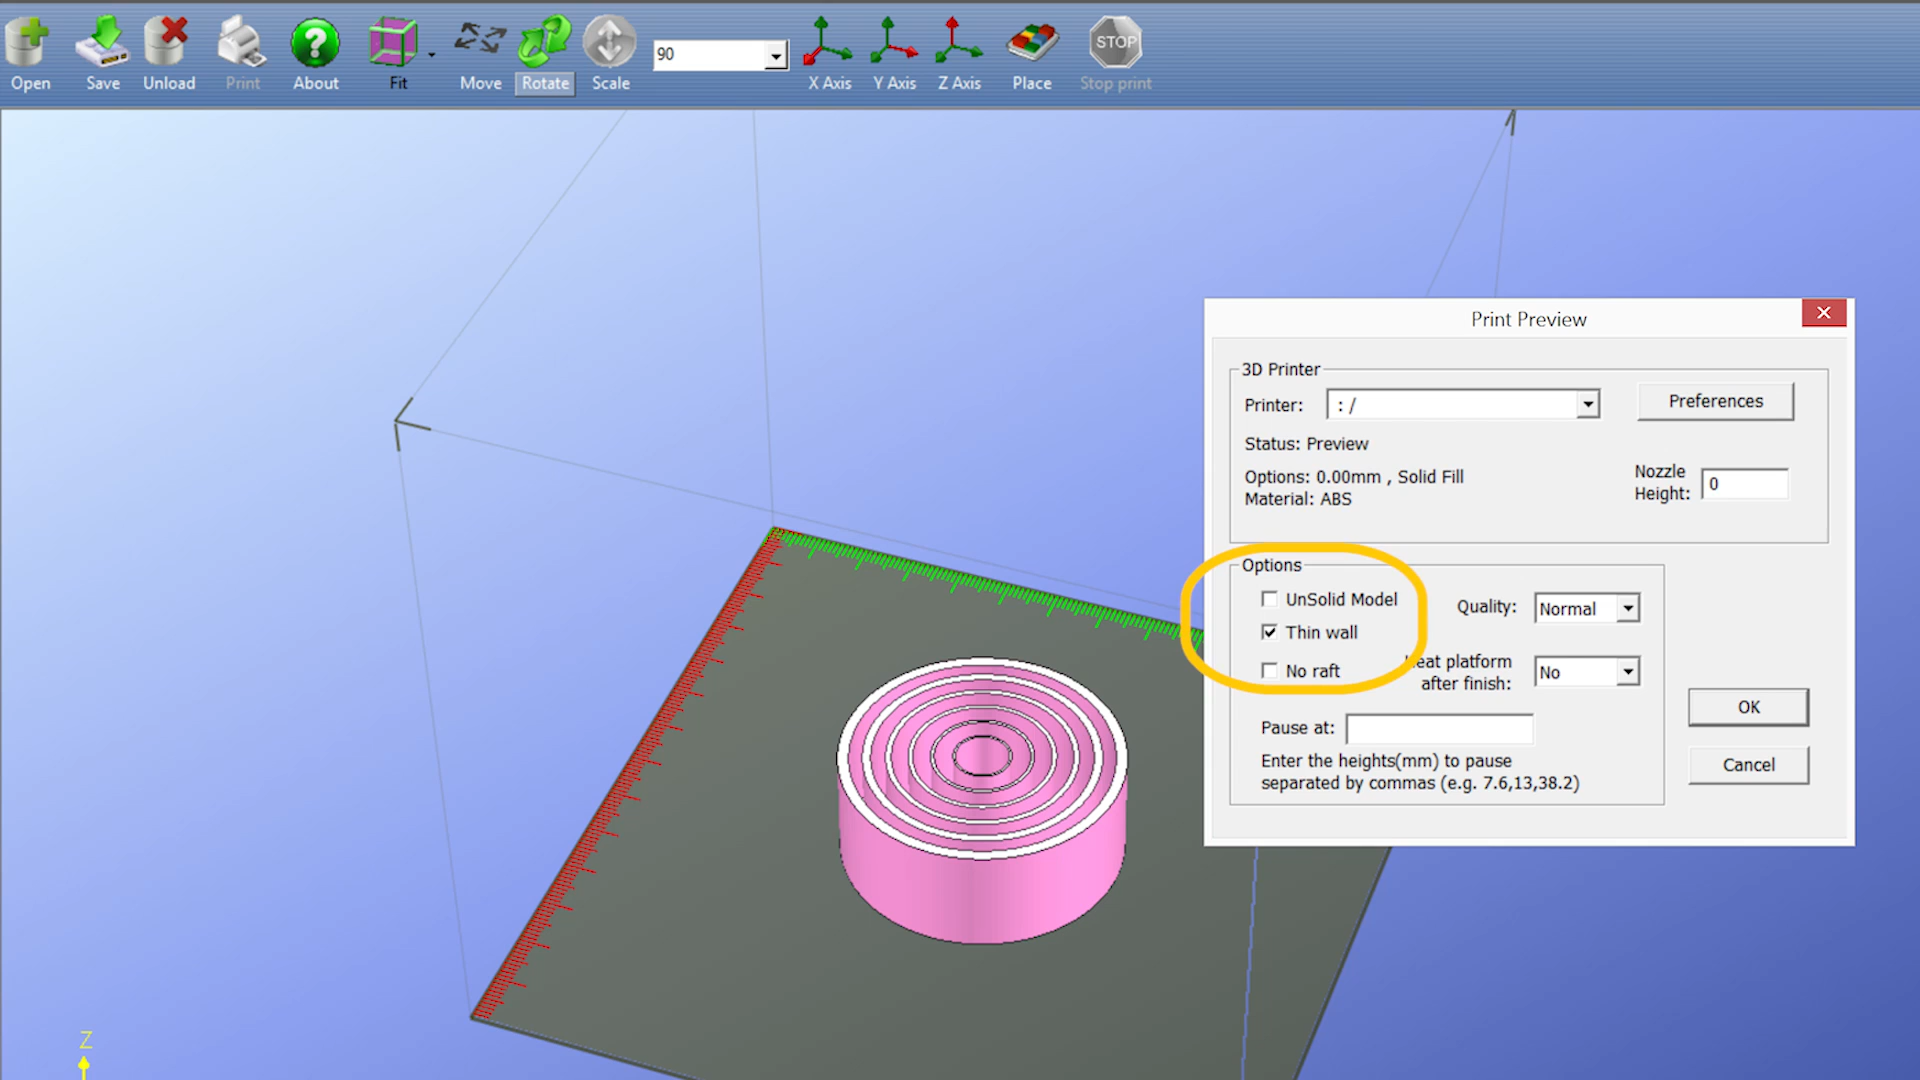 Open Save Unload Print About Fit Move Rotate Scale 90 X Axis Y Axis Z Axis Place STOP Stop print
Print Preview
3D Printer
Printer: : / Preferences
Status: Preview
Options: 0.00mm , Solid Fill
Material: ABS
Nozzle
Height: 0
Options
UnSolid Model
Quality: Normal
Thin wall
No raft
eat platform
after finish: No
OK
Pause at:
Enter the heights(mm) to pause
separated by commas (e.g. 7.6,13,38.2)
Cancel
Z